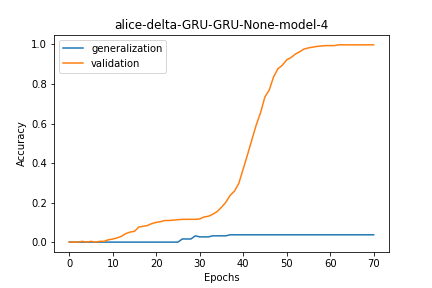 alice-delta-GRU-GRU-None-model-4
generalization
validation
Accuracy
1.0
0.8
0.6
0.4
0.2
0.0
0 10 20 30 40 50 60 70
Epochs